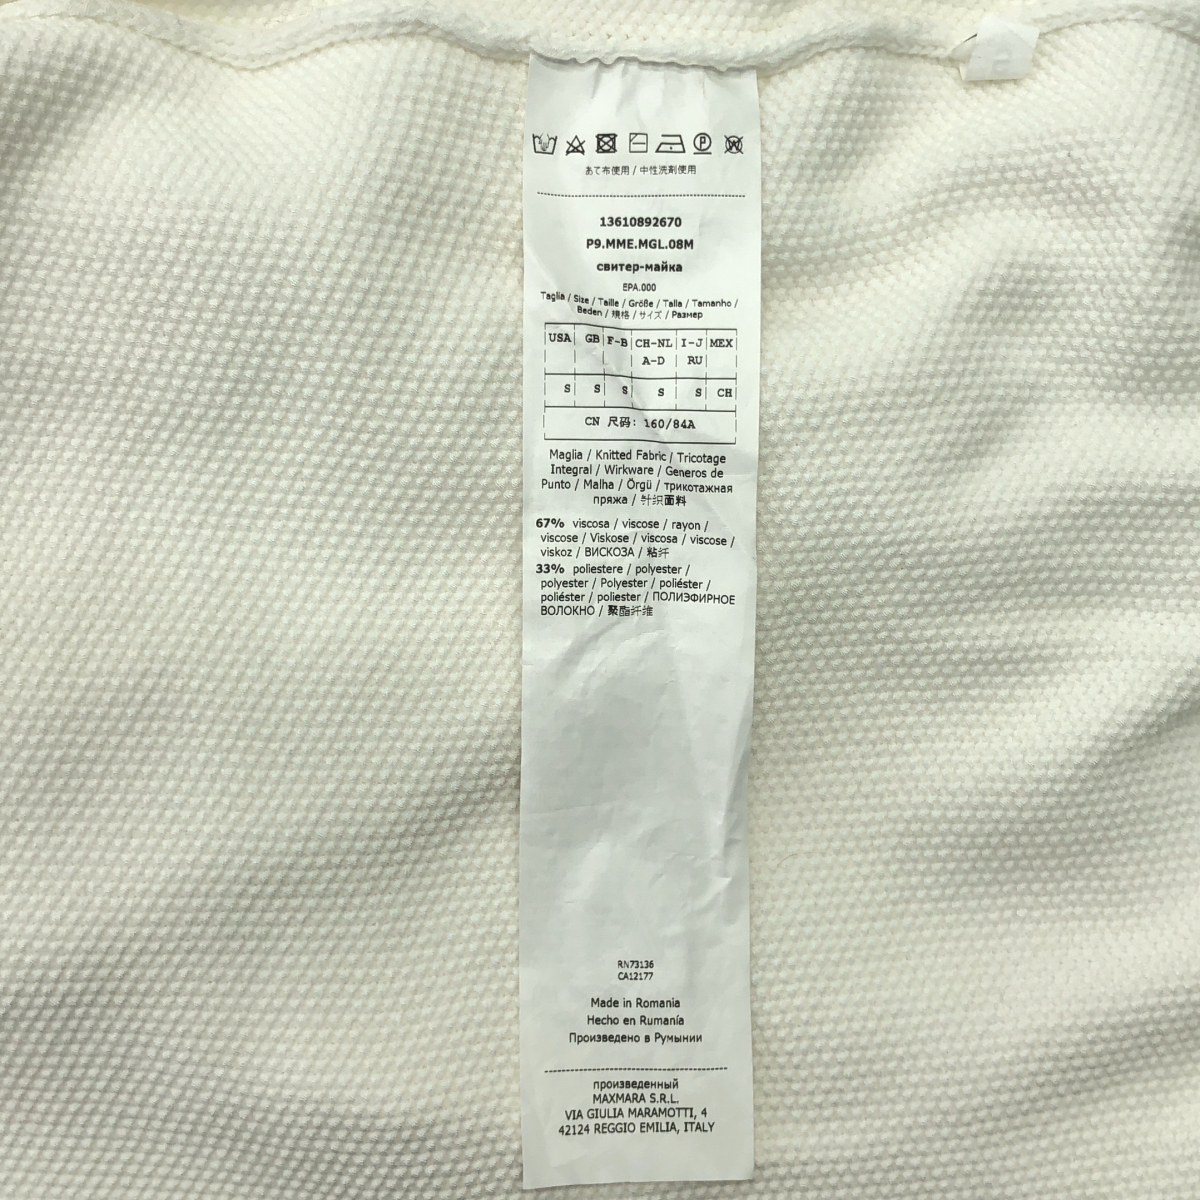 P
W
あて布使用 / 中性洗剤使用
13610892670
P9.MME.MGL.08M
свитер-майка
EPA.000
Taglia / Size / Taille / Größe / Talla / Tamanho /
Beden / 規格 / サイズ / Размер
USA GB F-B CH-NL I-J MEX
A-D RU
S S S S S CH
CN 尺码: 160/84A
Maglia / Knitted Fabric / Tricotage
Integral / Wirkware / Generos de
Punto / Malha / Örgü / трикотажная
пряжа / 针织面料
67% viscosa / viscose / rayon /
viscose / Viskose / viscosa / viscose /
viskoz / ВИСКОЗА / 粘纤
33% poliestere / polyester /
polyester / Polyester / poliéster /
poliéster / poliester / ПОЛИЭФИРНОЕ
ВОЛОКНО / 聚酯纤维
RN73136
CA12177
Made in Romania
Hecho en Rumanía
Произведено в Румынии
произведенный
MAXMARA S.R.L.
VIA GIULIA MARAMOTTI, 4
42124 REGGIO EMILIA, ITALY